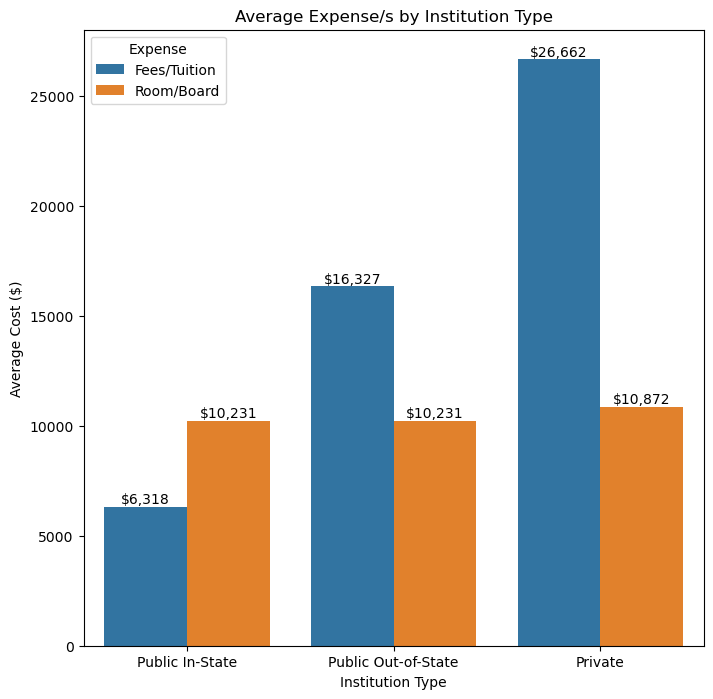 Average Expense/s by Institution Type
Expense
Fees/Tuition
Room/Board
Average Cost ($)
25000
20000
15000
10000
5000
0
$6,318
$10,231
$16,327
$10,231
$26,662
$10,872
Public In-State
Public Out-of-State
Private
Institution Type